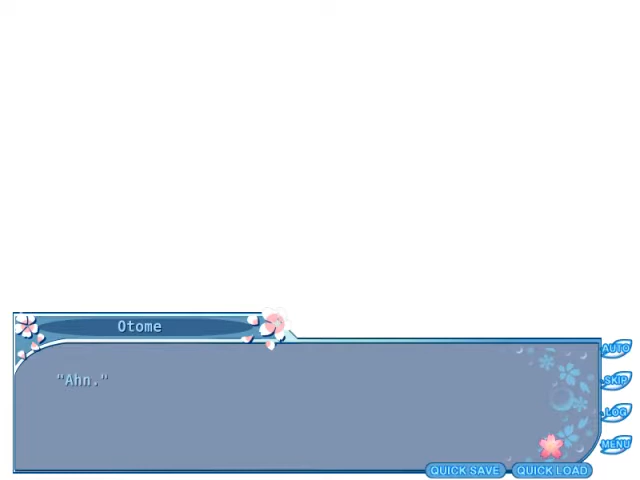 Otome
"Ahn."
AUTO
SKIP
LOG
MENU
QUICK SAVE
QUICK LOAD